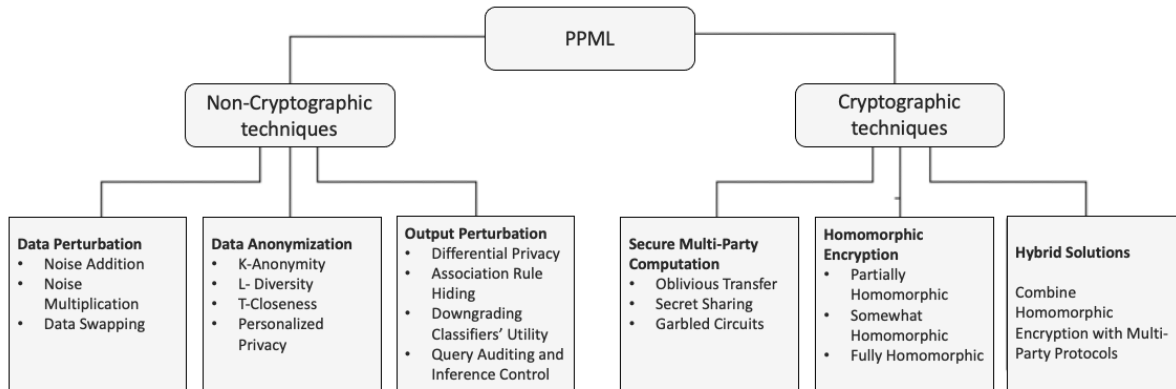 PPML
Non-Cryptographic
techniques
Cryptographic
techniques
Data Perturbation
• Noise Addition
• Noise
Multiplication
• Data Swapping
Data Anonymization
• K-Anonymity
• L- Diversity
• T-Closeness
• Personalized
Privacy
Output Perturbation
• Differential Privacy
• Association Rule
Hiding
• Downgrading
Classifiers’ Utility
• Query Auditing and
Inference Control
Secure Multi-Party
Computation
• Oblivious Transfer
• Secret Sharing
• Garbled Circuits
Homomorphic
Encryption
• Partially
Homomorphic
• Somewhat
Homomorphic
• Fully Homomorphic
Hybrid Solutions
Combine
Homomorphic
Encryption with Multi-
Party Protocols